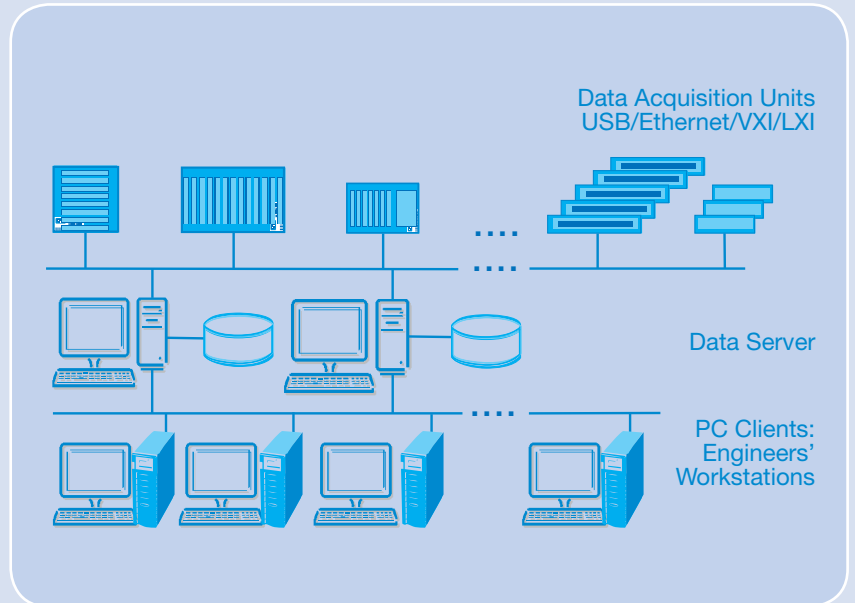 Data Acquisition Units
USB/Ethernet/VXI/LXI
Data Server
PC Clients:
Engineers’
Workstations